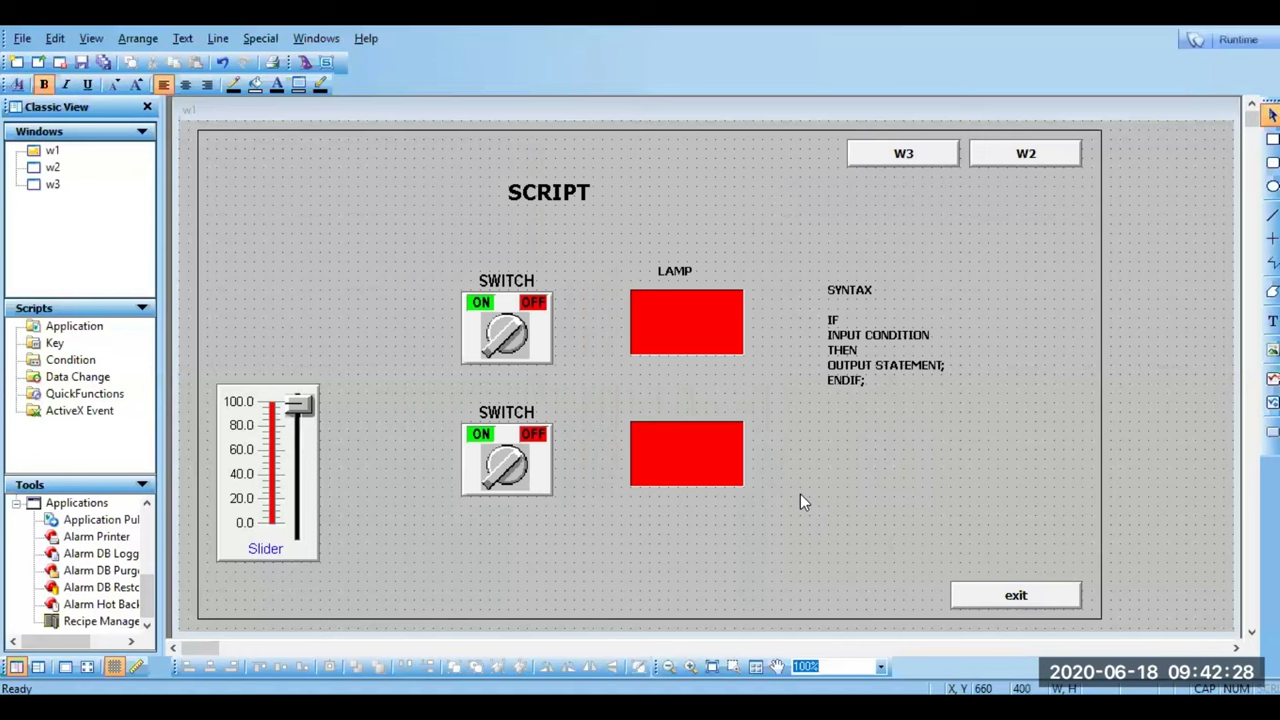 File Edit View Arrange Text Line Special Windows Help
Runtime
Classic View
Windows
w1
w2
w3
Scripts
Application
Key
Condition
Data Change
QuickFunctions
ActiveX Event
Tools
Applications
Application Pul
Alarm Printer
Alarm DB Logg
Alarm DB Purg
Alarm DB Resto
Alarm Hot Back
Recipe Manage
w1
W3
W2
SCRIPT
SWITCH
ON OFF
LAMP
SYNTAX
IF
INPUT CONDITION
THEN
OUTPUT STATEMENT;
ENDIF;
SWITCH
ON OFF
100.0
80.0
60.0
40.0
20.0
0.0
Slider
exit
100%
Ready
X, Y 660 400 W, H
CAP NUM
2020-06-18 09:42:28